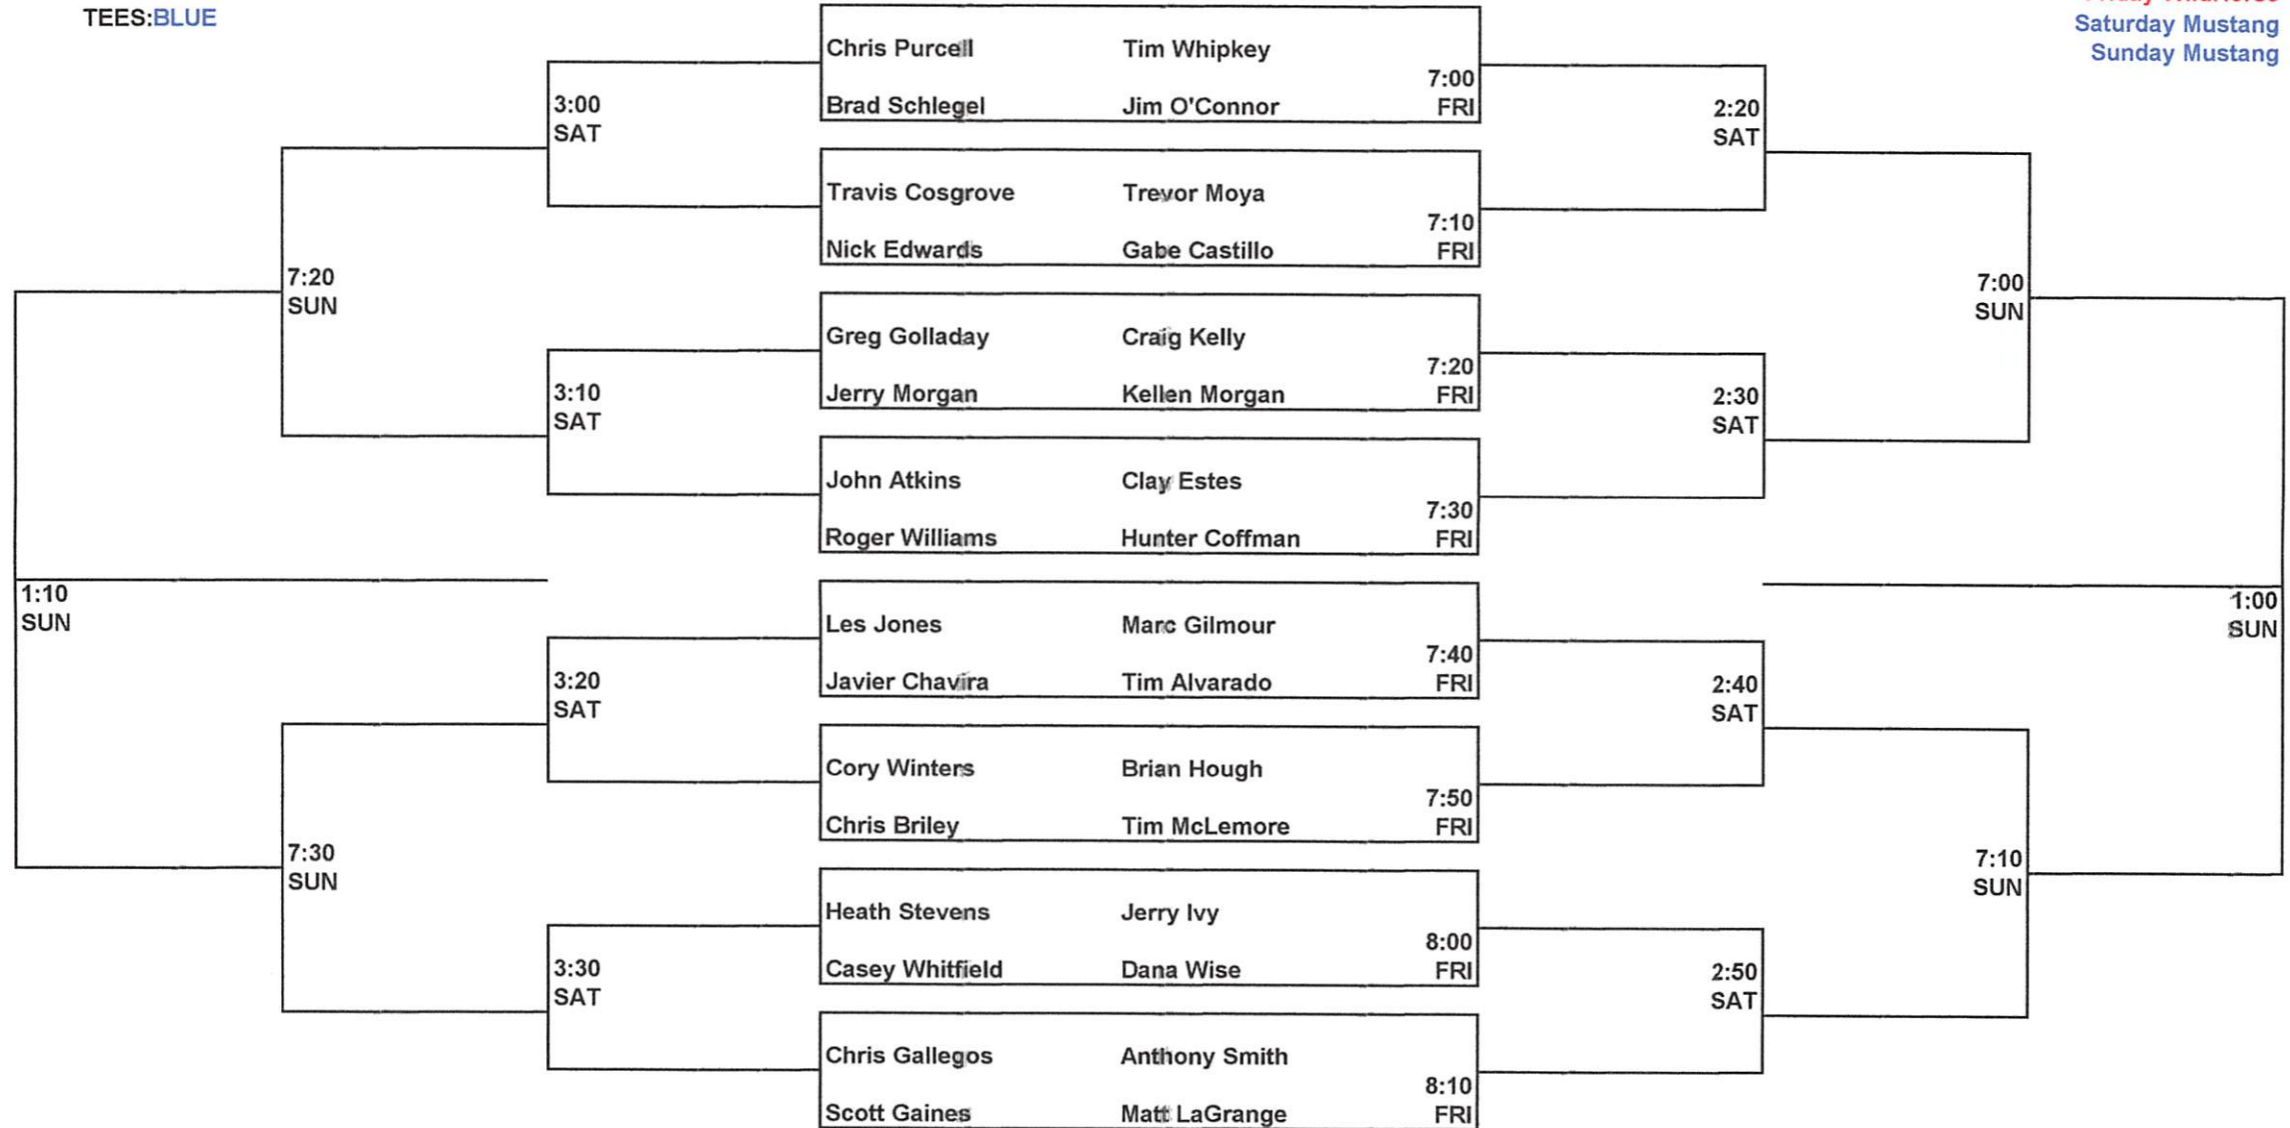 TEES:BLUE
Saturday Mustang
Sunday Mustang
Chris Purcell Tim Whipkey
7:00
Brad Schlegel Jim O'Connor FRI
3:00
SAT
2:20
SAT
Travis Cosgrove Trevor Moya
7:10
Nick Edwards Gabe Castillo FRI
7:20
SUN
7:00
SUN
Greg Golladay Craig Kelly
7:20
Jerry Morgan Kellen Morgan FRI
3:10
SAT
2:30
SAT
John Atkins Clay Estes
7:30
Roger Williams Hunter Coffman FRI
1:10
SUN
1:00
SUN
Les Jones Marc Gilmour
7:40
Javier Chavira Tim Alvarado FRI
3:20
SAT
2:40
SAT
Cory Winters Brian Hough
7:50
Chris Briley Tim McLemore FRI
7:30
SUN
7:10
SUN
Heath Stevens Jerry Ivy
8:00
Casey Whitfield Dana Wise FRI
3:30
SAT
2:50
SAT
Chris Gallegos Anthony Smith
8:10
Scott Gaines Matt LaGrange FRI